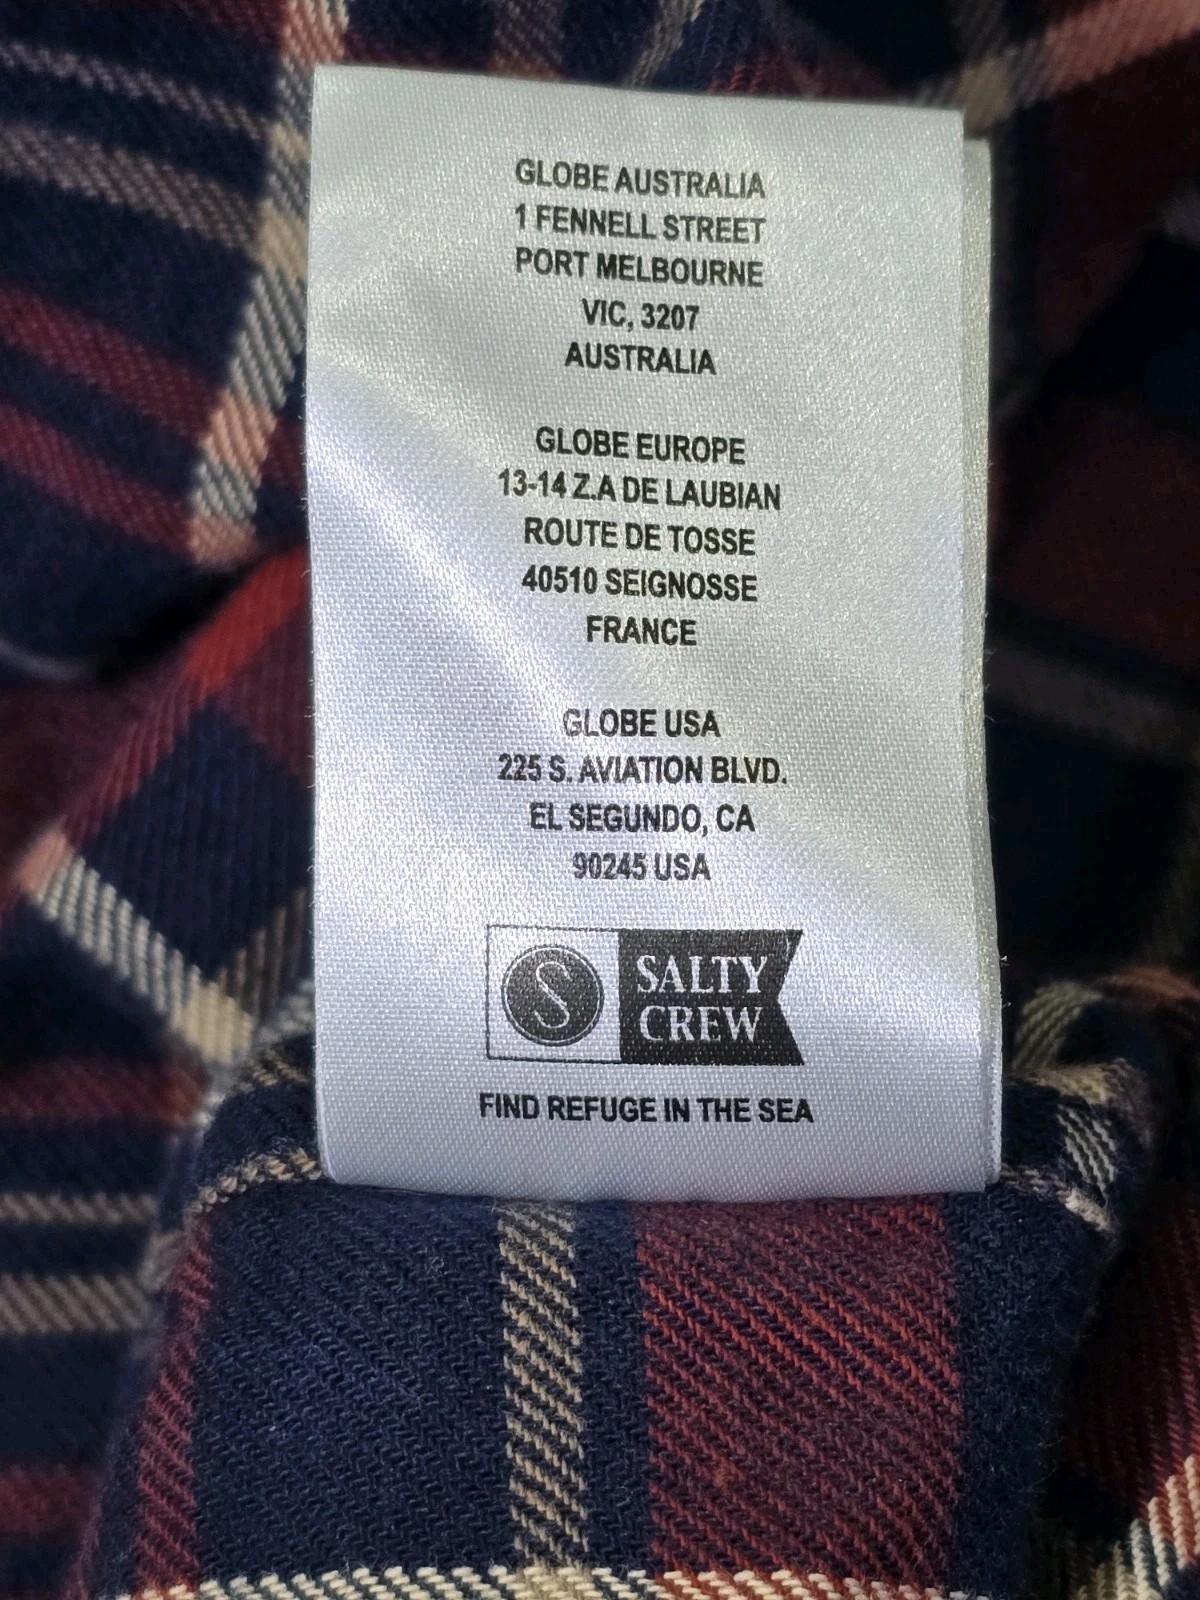 GLOBE AUSTRALIA
1 FENNELL STREET
PORT MELBOURNE
VIC, 3207
AUSTRALIA
GLOBE EUROPE
13-14 Z.A DE LAUBIAN
ROUTE DE TOSSE
40510 SEIGNOSSE
FRANCE
GLOBE USA
225 S. AVIATION BLVD.
EL SEGUNDO, CA
90245 USA
S
SALTY
CREW
FIND REFUGE IN THE SEA